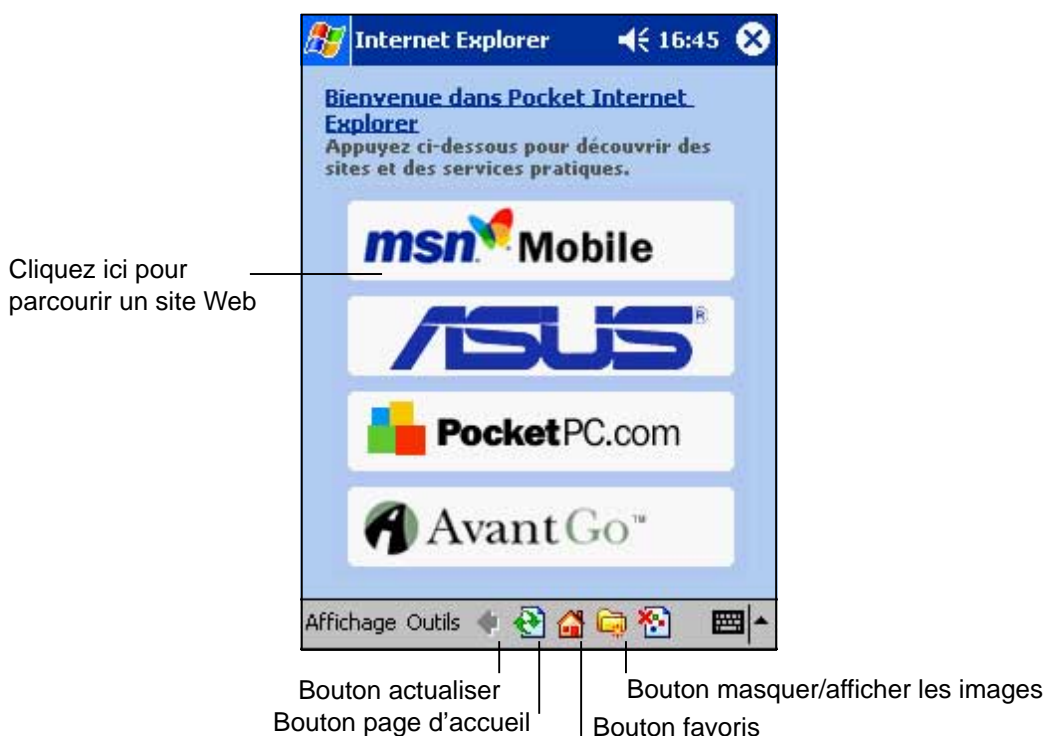 Internet Explorer 16:45
Bienvenue dans Pocket Internet
Explorer
Appuyez ci-dessous pour découvrir des
sites et des services pratiques.
msn Mobile
Cliquez ici pour
parcourir un site Web
ASUS®
PocketPC.com
AvantGo™
Affichage Outils
Bouton actualiser
Bouton masquer/afficher les images
Bouton page d'accueil
Bouton favoris